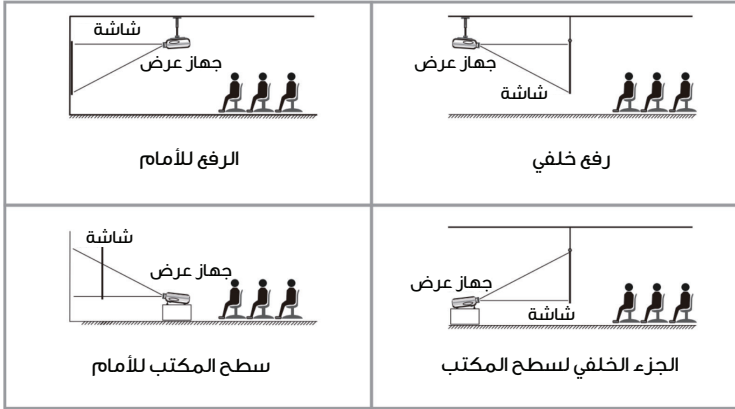 شاشة
جهاز عرض
رفع خلفي
شاشة
جهاز عرض
الرفع للأمام
جهاز عرض
شاشة
الجزء الخلفي لسطح المكتب
شاشة
جهاز عرض
سطح المكتب للأمام